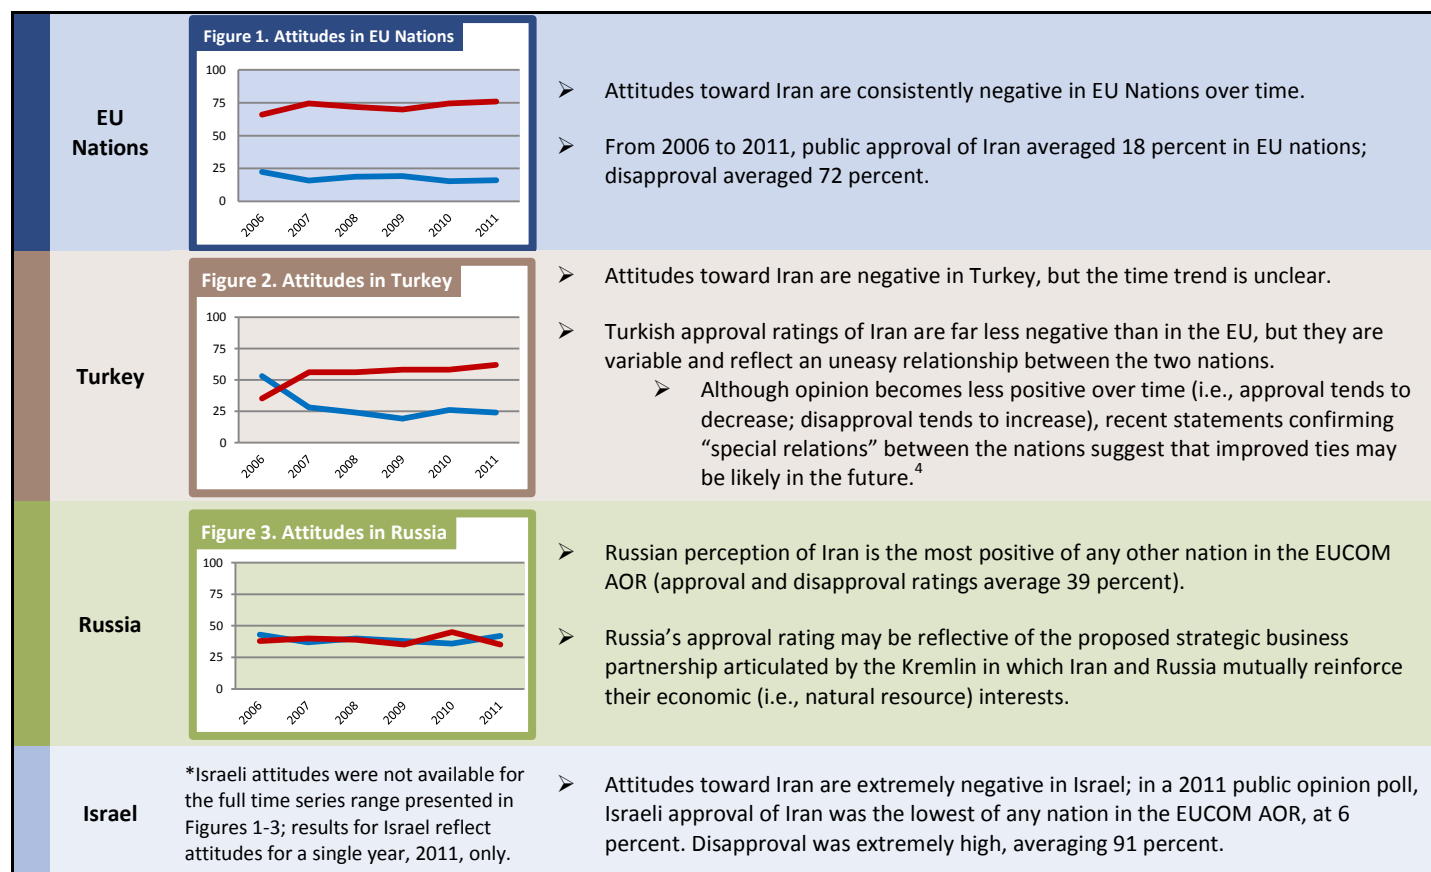 EU
Nations
Figure 1. Attitudes in EU Nations
100
75
50
25
0
2006 2007 2008 2009 2010 2011
➢ Attitudes toward Iran are consistently negative in EU Nations over time.
➢ From 2006 to 2011, public approval of Iran averaged 18 percent in EU nations;
disapproval averaged 72 percent.
Turkey
Figure 2. Attitudes in Turkey
100
75
50
25
0
2006 2007 2008 2009 2010 2011
➢ Attitudes toward Iran are negative in Turkey, but the time trend is unclear.
➢ Turkish approval ratings of Iran are far less negative than in the EU, but they are
variable and reflect an uneasy relationship between the two nations.
➢ Although opinion becomes less positive over time (i.e., approval tends to
decrease; disapproval tends to increase), recent statements confirming
“special relations” between the nations suggest that improved ties may
be likely in the future.4
Russia
Figure 3. Attitudes in Russia
100
75
50
25
0
2006 2007 2008 2009 2010 2011
➢ Russian perception of Iran is the most positive of any other nation in the EUCOM
AOR (approval and disapproval ratings average 39 percent).
➢ Russia’s approval rating may be reflective of the proposed strategic business
partnership articulated by the Kremlin in which Iran and Russia mutually reinforce
their economic (i.e., natural resource) interests.
Israel
*Israeli attitudes were not available for
the full time series range presented in
Figures 1-3; results for Israel reflect
attitudes for a single year, 2011, only.
➢ Attitudes toward Iran are extremely negative in Israel; in a 2011 public opinion poll,
Israeli approval of Iran was the lowest of any nation in the EUCOM AOR, at 6
percent. Disapproval was extremely high, averaging 91 percent.